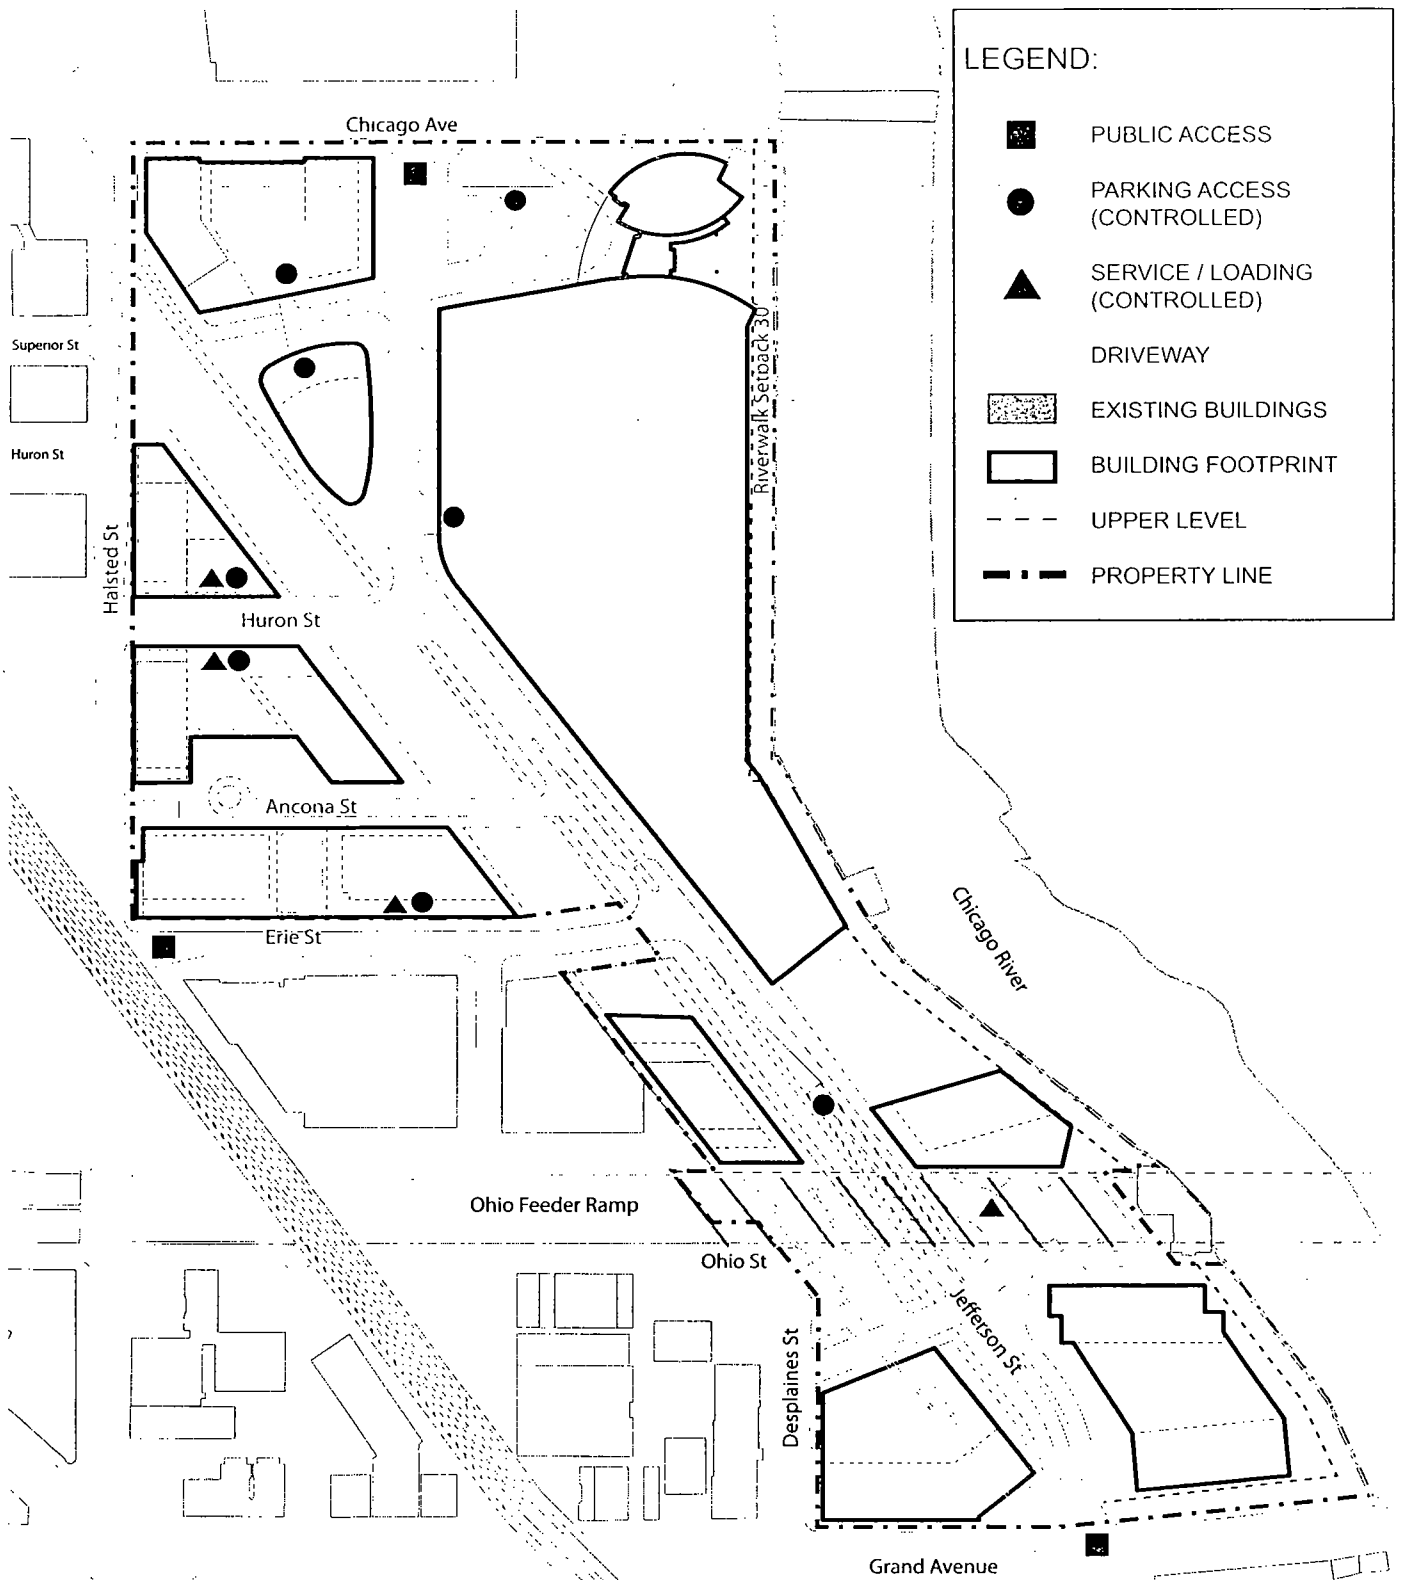 LEGEND:
PUBLIC ACCESS
PARKING ACCESS
(CONTROLLED)
SERVICE / LOADING
(CONTROLLED)
DRIVEWAY
EXISTING BUILDINGS
BUILDING FOOTPRINT
UPPER LEVEL
PROPERTY LINE
Chicago Ave
Superior St
Huron St
Halsted St
Riverwalk Setback 30'
Huron St
Ancona St
Erie St
Chicago River
Ohio Feeder Ramp
Ohio St
Jefferson St
Desplaines St
Grand Avenue